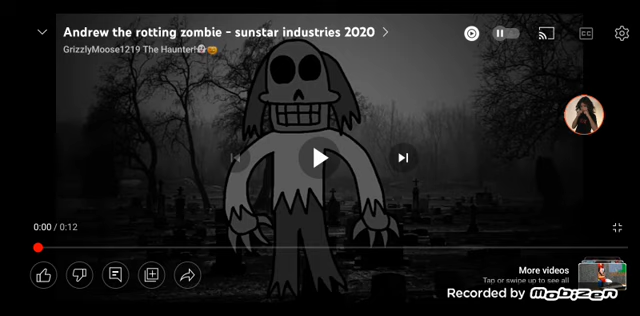 Andrew the rotting zombie - sunstar industries 2020
GrizzlyMoose1219 The Haunter!👻🎃
CC
0:00 / 0:12
More videos
Tap or swipe up to see all
Recorded by Mobizen